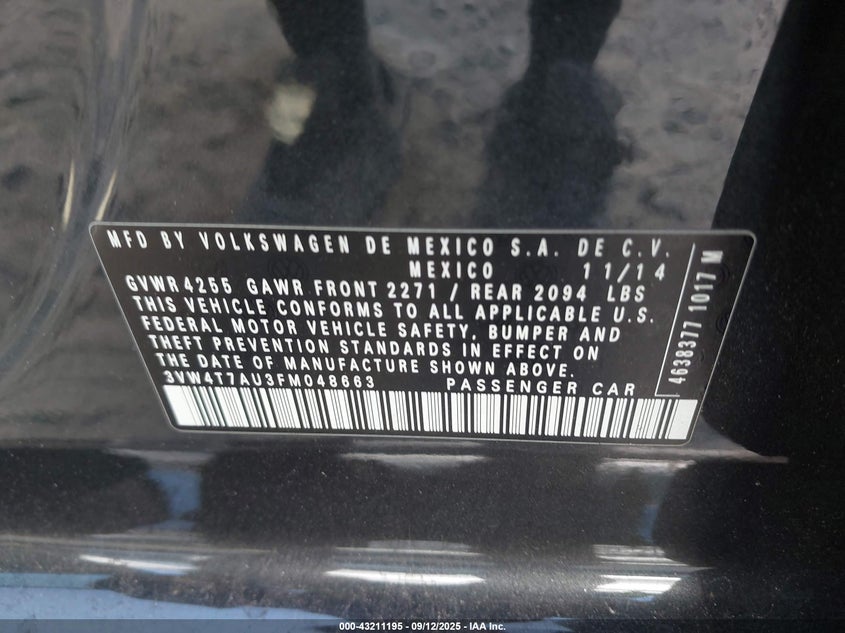 MFD BY VOLKSWAGEN DE MEXICO S.A. DE C.V.
MEXICO 11/14
GVWR 4255 GAWR FRONT 2271 / REAR 2094 LBS
THIS VEHICLE CONFORMS TO ALL APPLICABLE U.S.
FEDERAL MOTOR VEHICLE SAFETY, BUMPER AND
THEFT PREVENTION STANDARDS IN EFFECT ON
THE DATE OF MANUFACTURE SHOWN ABOVE.
3VW4T7AU3FM048663 PASSENGER CAR
4638377 1017 M
000-43211195 - 09/12/2025 - © IAA Inc.